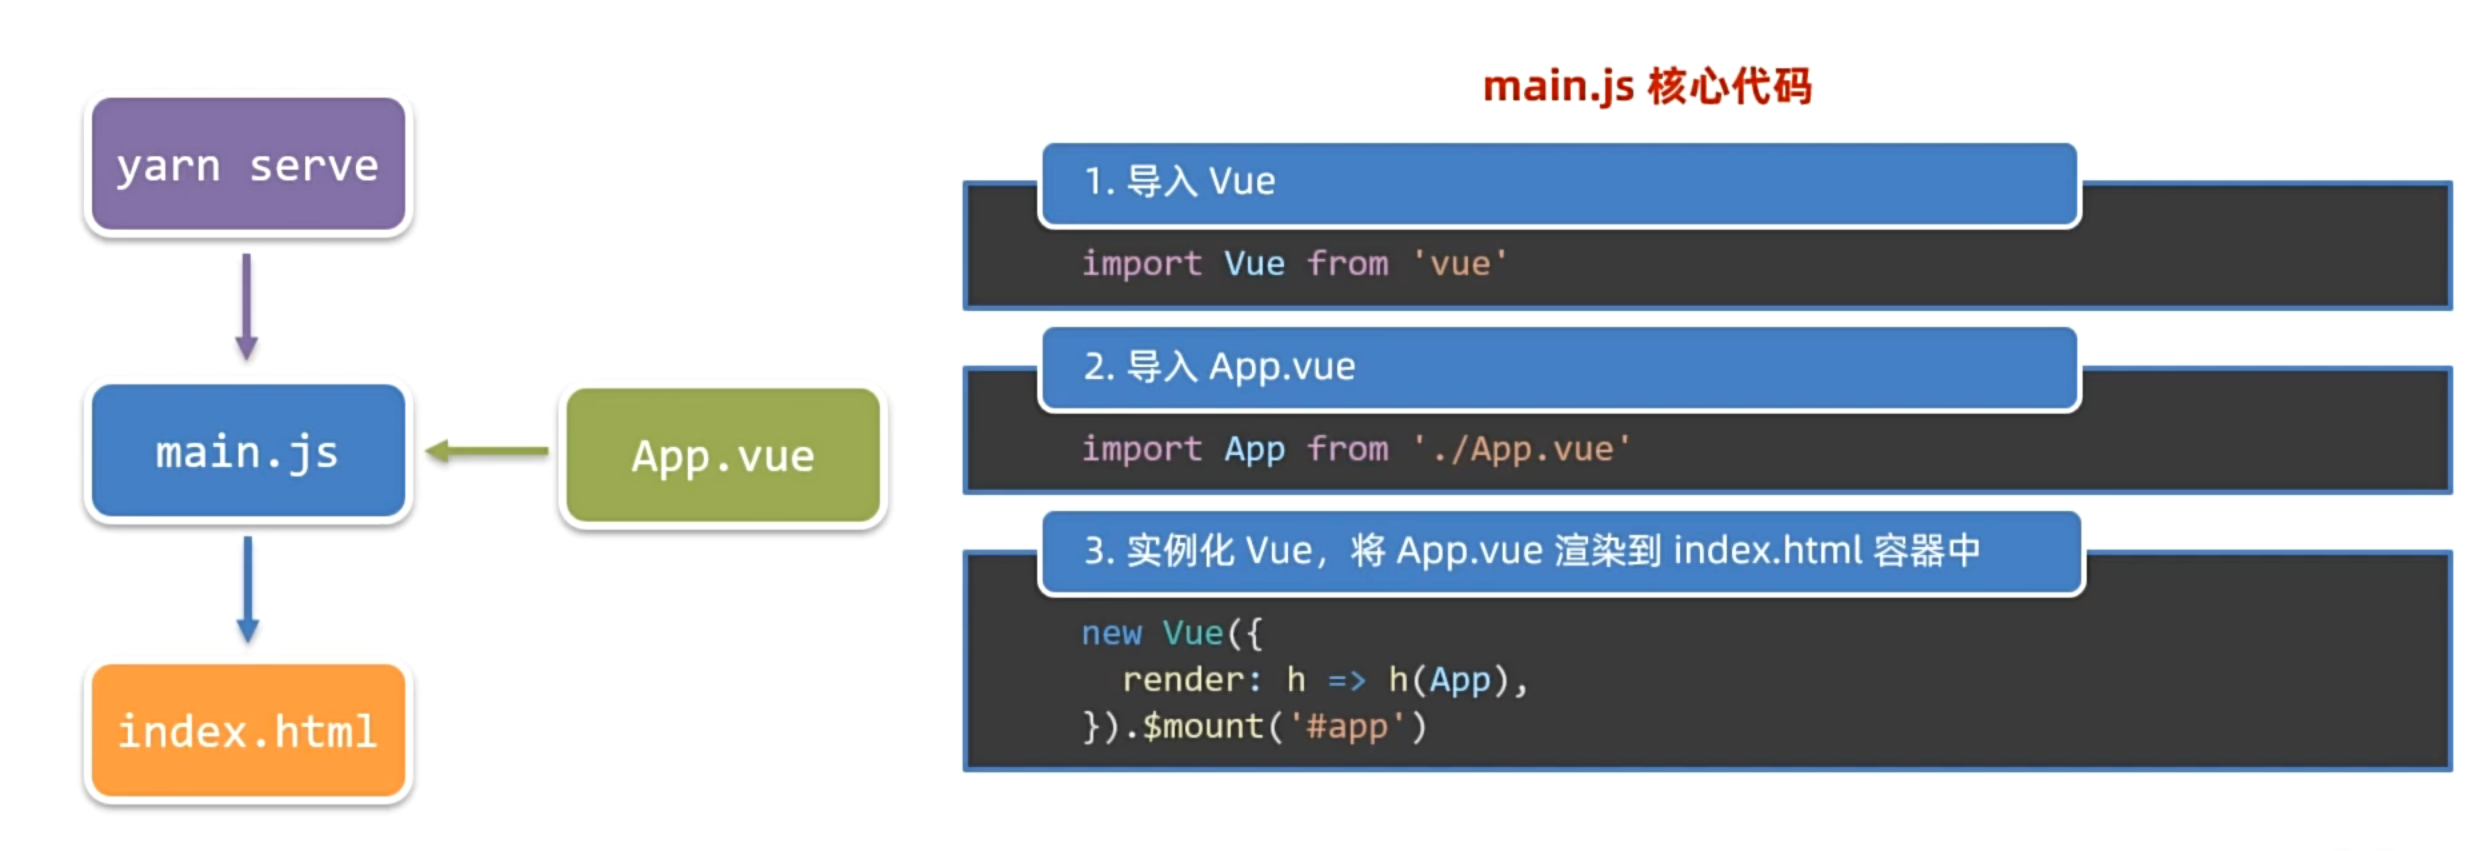 yarn serve
main.js
App.vue
index.html
main.js 核心代码
1. 导入 Vue
import Vue from 'vue'
2. 导入 App.vue
import App from './App.vue'
3. 实例化 Vue，将 App.vue 渲染到 index.html 容器中
new Vue({
  render: h => h(App),
}).$mount('#app')